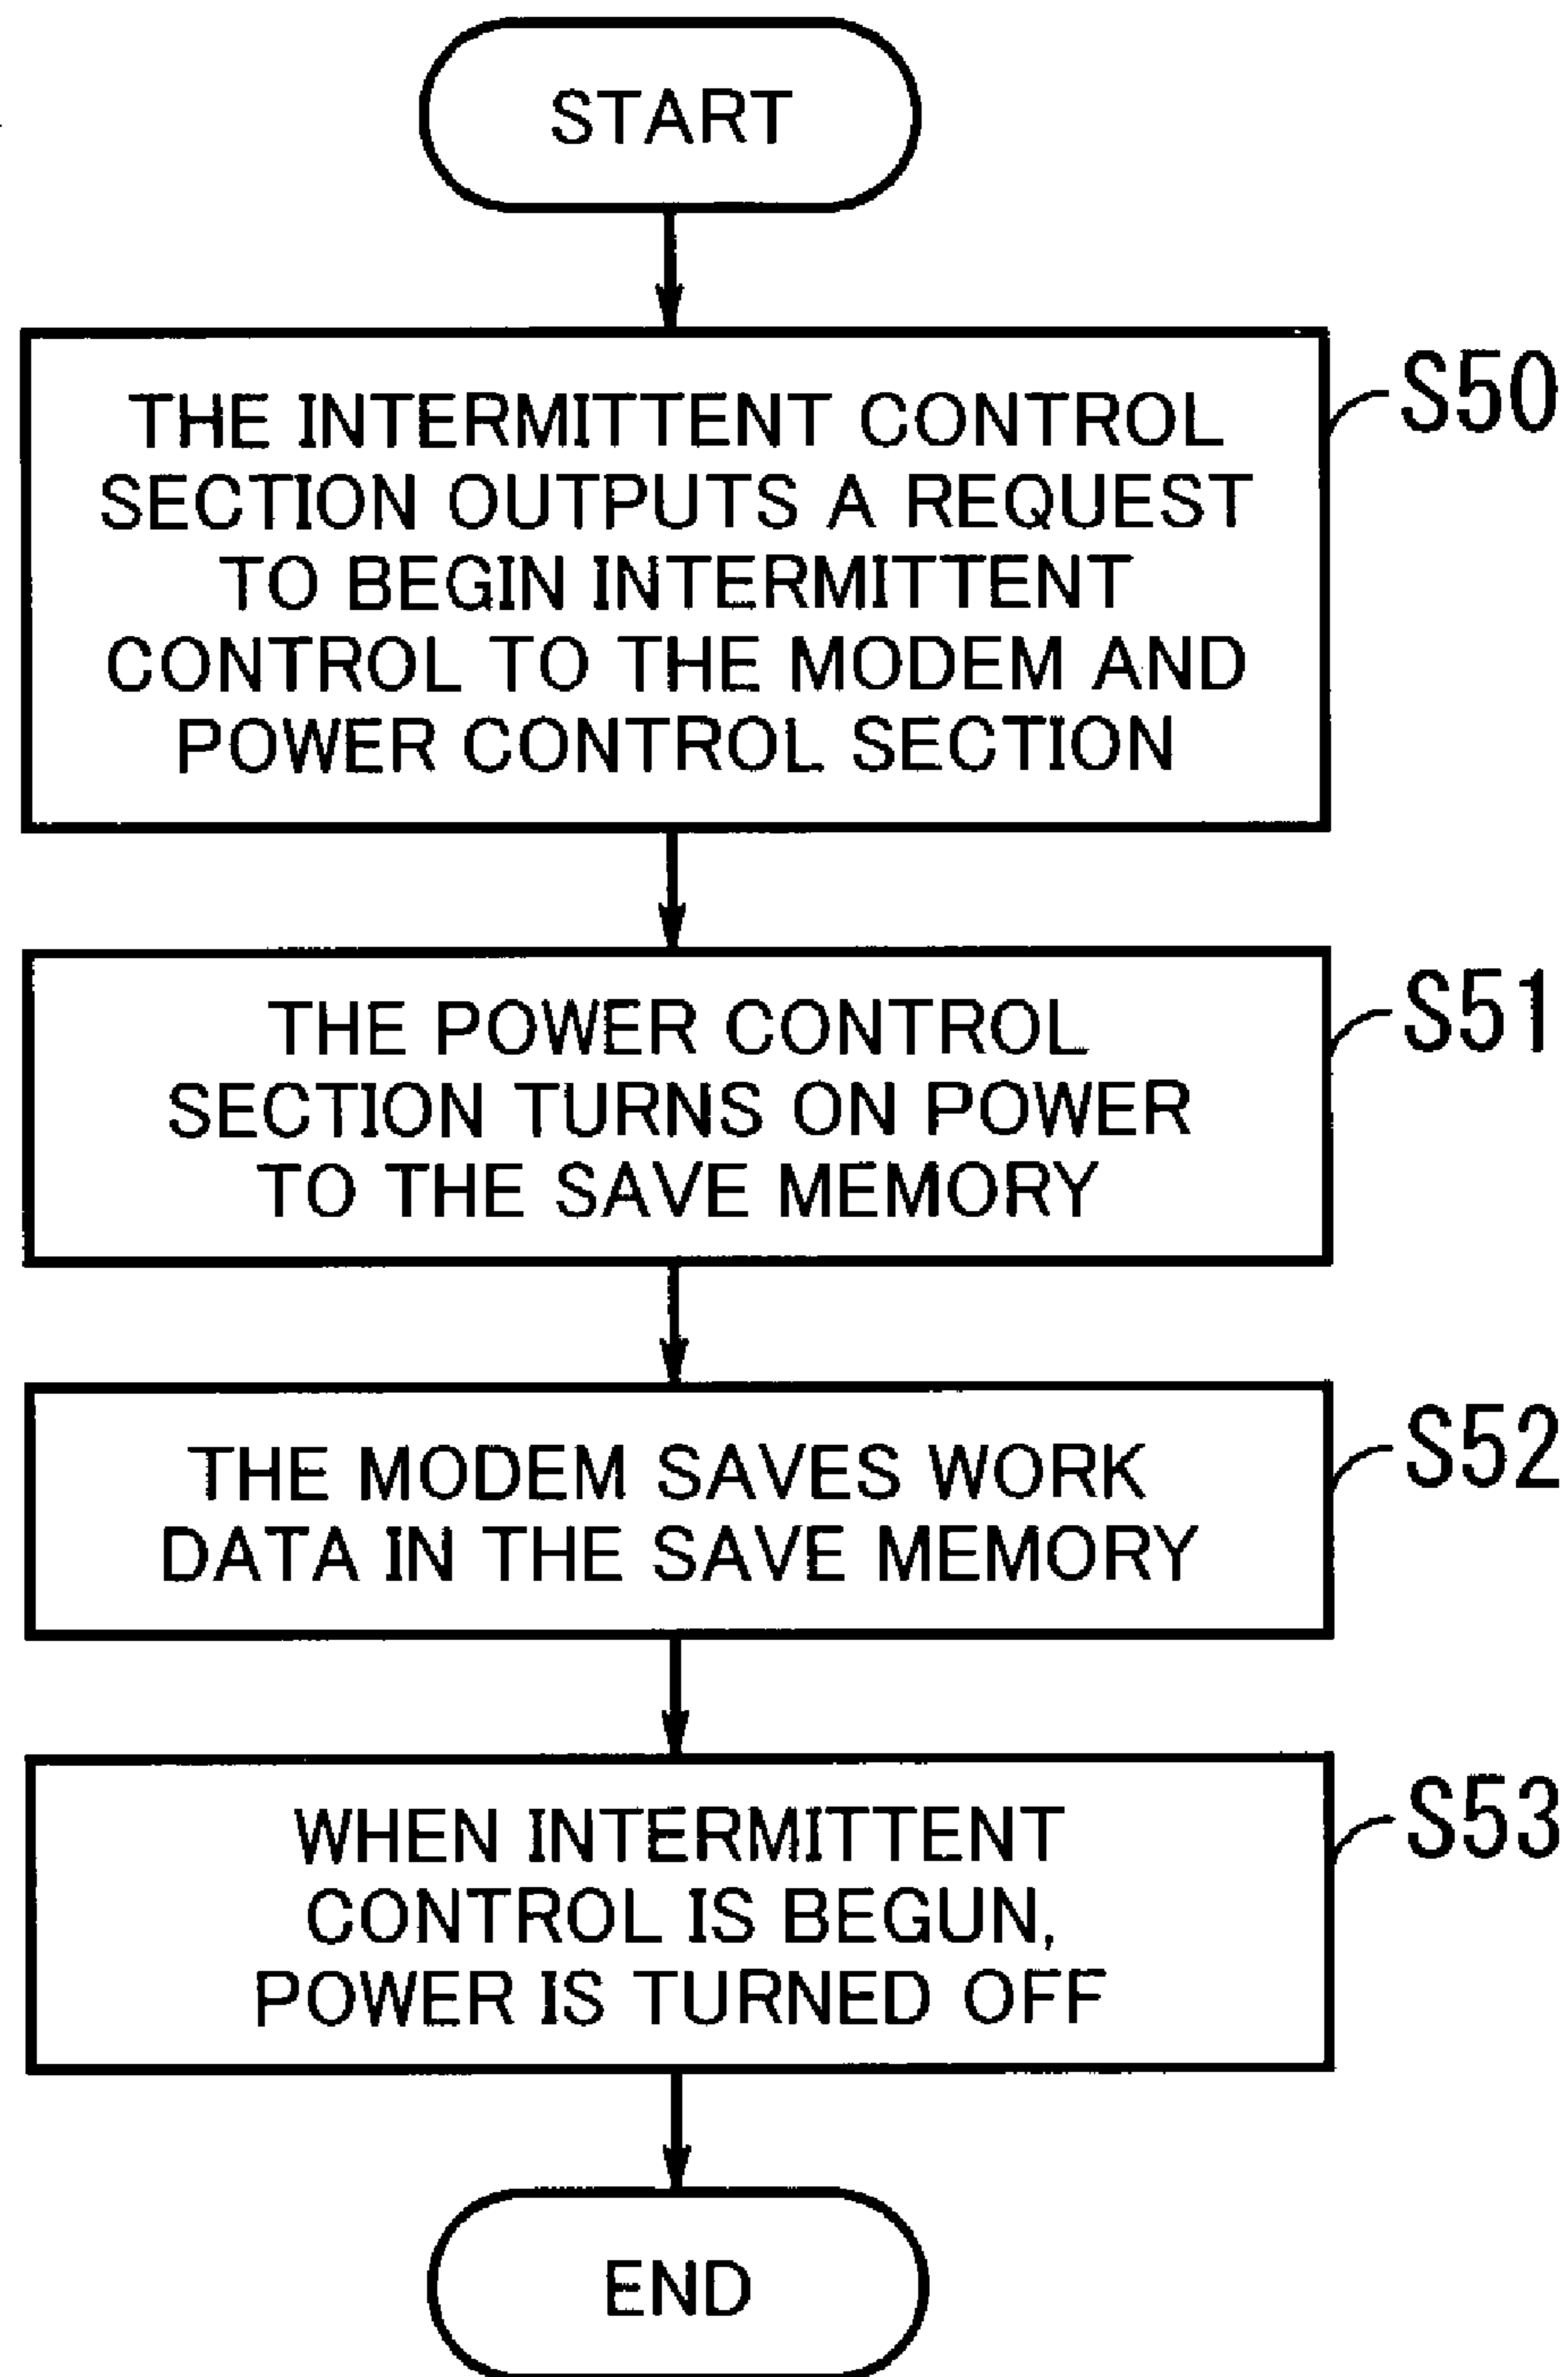 START
THE INTERMITTENT CONTROL
SECTION OUTPUTS A REQUEST
TO BEGIN INTERMITTENT
CONTROL TO THE MODEM AND
POWER CONTROL SECTION
S50
THE POWER CONTROL
SECTION TURNS ON POWER
TO THE SAVE MEMORY
S51
THE MODEM SAVES WORK
DATA IN THE SAVE MEMORY
S52
WHEN INTERMITTENT
CONTROL IS BEGUN,
POWER IS TURNED OFF
S53
END